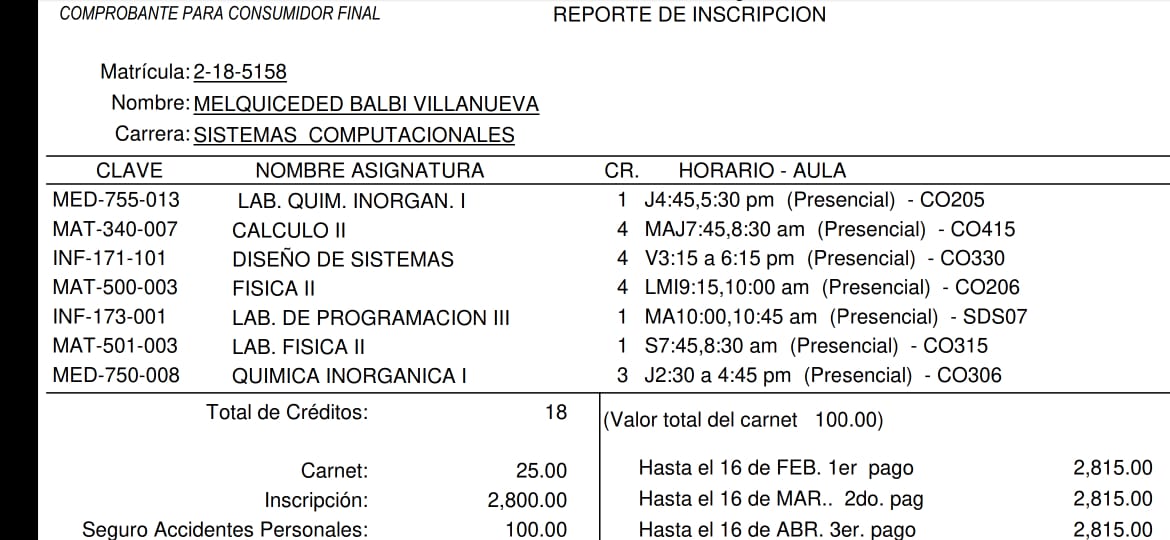 COMPROBANTE PARA CONSUMIDOR FINAL REPORTE DE INSCRIPCION
Matrícula: 2-18-5158
Nombre: MELQUICEDED BALBI VILLANUEVA
Carrera: SISTEMAS COMPUTACIONALES
CLAVE NOMBRE ASIGNATURA CR. HORARIO - AULA
MED-755-013 LAB. QUIM. INORGAN. I 1 J4:45,5:30 pm (Presencial) - CO205
MAT-340-007 CALCULO II 4 MAJ7:45,8:30 am (Presencial) - CO415
INF-171-101 DISEÑO DE SISTEMAS 4 V3:15 a 6:15 pm (Presencial) - CO330
MAT-500-003 FISICA II 4 LMI9:15,10:00 am (Presencial) - CO206
INF-173-001 LAB. DE PROGRAMACION III 1 MA10:00,10:45 am (Presencial) - SDS07
MAT-501-003 LAB. FISICA II 1 S7:45,8:30 am (Presencial) - CO315
MED-750-008 QUIMICA INORGANICA I 3 J2:30 a 4:45 pm (Presencial) - CO306
Total de Créditos: 18
(Valor total del carnet 100.00)
Carnet: 25.00
Hasta el 16 de FEB. 1er pago 2,815.00
Inscripción: 2,800.00
Hasta el 16 de MAR.. 2do. pag 2,815.00
Seguro Accidentes Personales: 100.00
Hasta el 16 de ABR. 3er. pago 2,815.00